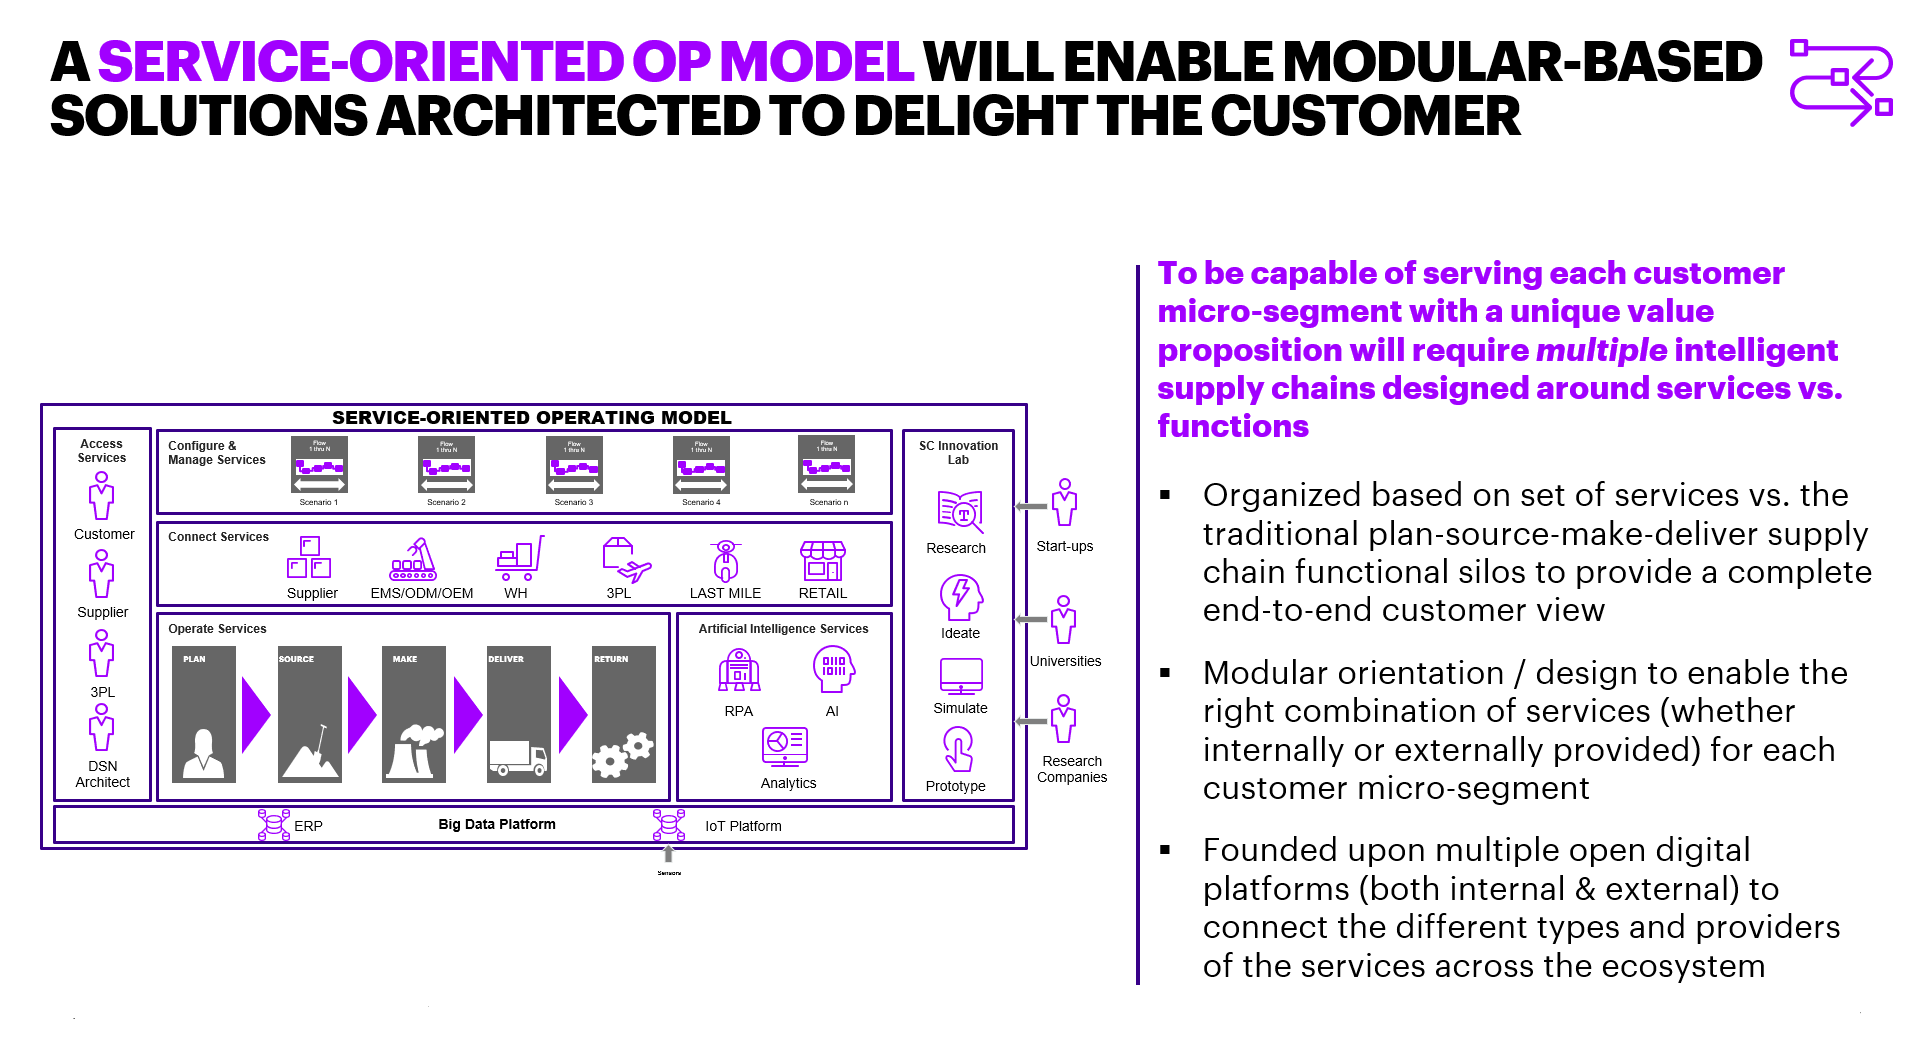 A SERVICE-ORIENTED OP MODEL WILL ENABLE MODULAR-BASED
SOLUTIONS ARCHITECTED TO DELIGHT THE CUSTOMER
SERVICE-ORIENTED OPERATING MODEL
Access
Services
Customer
Supplier
3PL
DSN
Architect
Configure &
Manage Services
Flow
1 thru N
Scenario 1
Flow
1 thru N
Scenario 2
Flow
1 thru N
Scenario 3
Flow
1 thru N
Scenario 4
Flow
1 thru N
Scenario n
Connect Services
Supplier
EMS/ODM/OEM
WH
3PL
LAST MILE
RETAIL
Operate Services
PLAN
SOURCE
MAKE
DELIVER
RETURN
Artificial Intelligence Services
RPA
AI
Analytics
SC Innovation
Lab
Research
Ideate
Simulate
Prototype
Start-ups
Universities
Research
Companies
ERP
Big Data Platform
IoT Platform
Sensors
To be capable of serving each customer
micro-segment with a unique value
proposition will require multiple intelligent
supply chains designed around services vs.
functions
▪ Organized based on set of services vs. the
traditional plan-source-make-deliver supply
chain functional silos to provide a complete
end-to-end customer view
▪ Modular orientation / design to enable the
right combination of services (whether
internally or externally provided) for each
customer micro-segment
▪ Founded upon multiple open digital
platforms (both internal & external) to
connect the different types and providers
of the services across the ecosystem